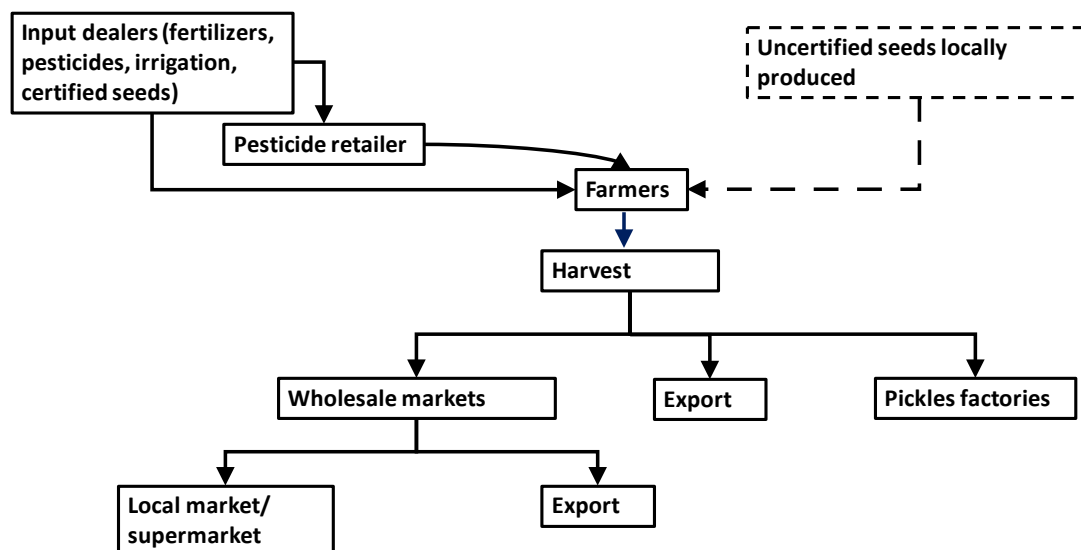 Input dealers (fertilizers,
pesticides, irrigation,
certified seeds)
Uncertified seeds locally
produced
Pesticide retailer
Farmers
Harvest
Wholesale markets
Export
Pickles factories
Local market/
supermarket
Export